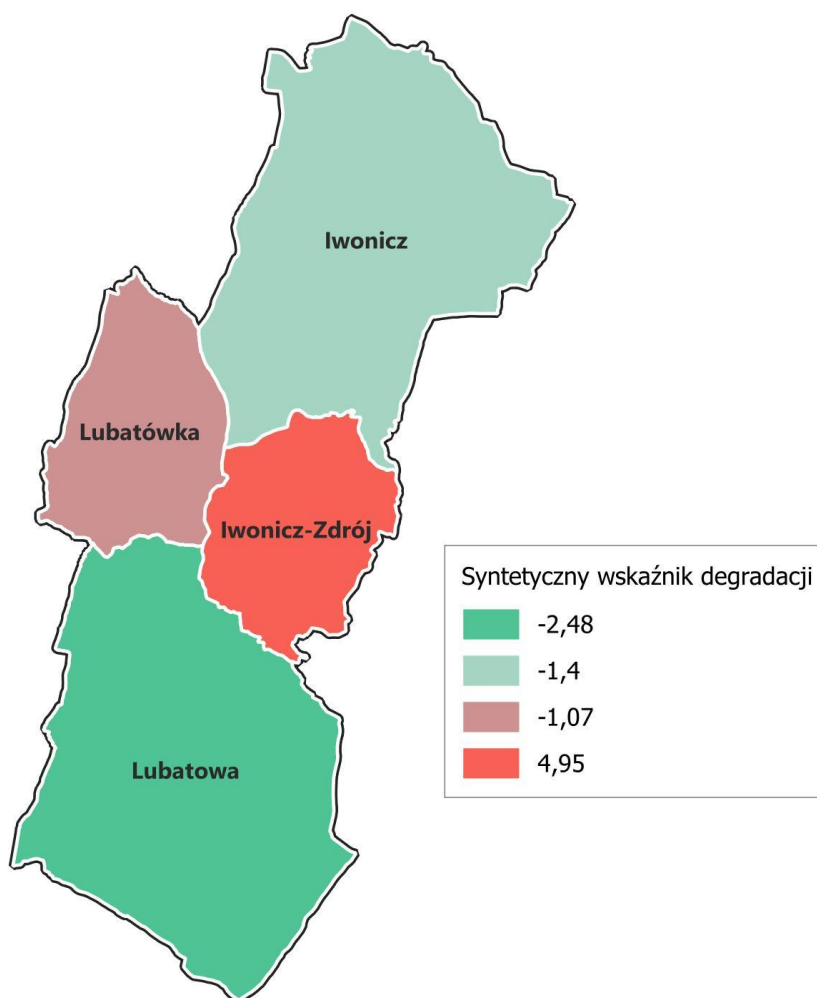 Iwonicz
Lubatówka
Iwonicz-Zdrój
Lubatowa
Syntetyczny wskaźnik degradacji
-2,48
-1,4
-1,07
4,95